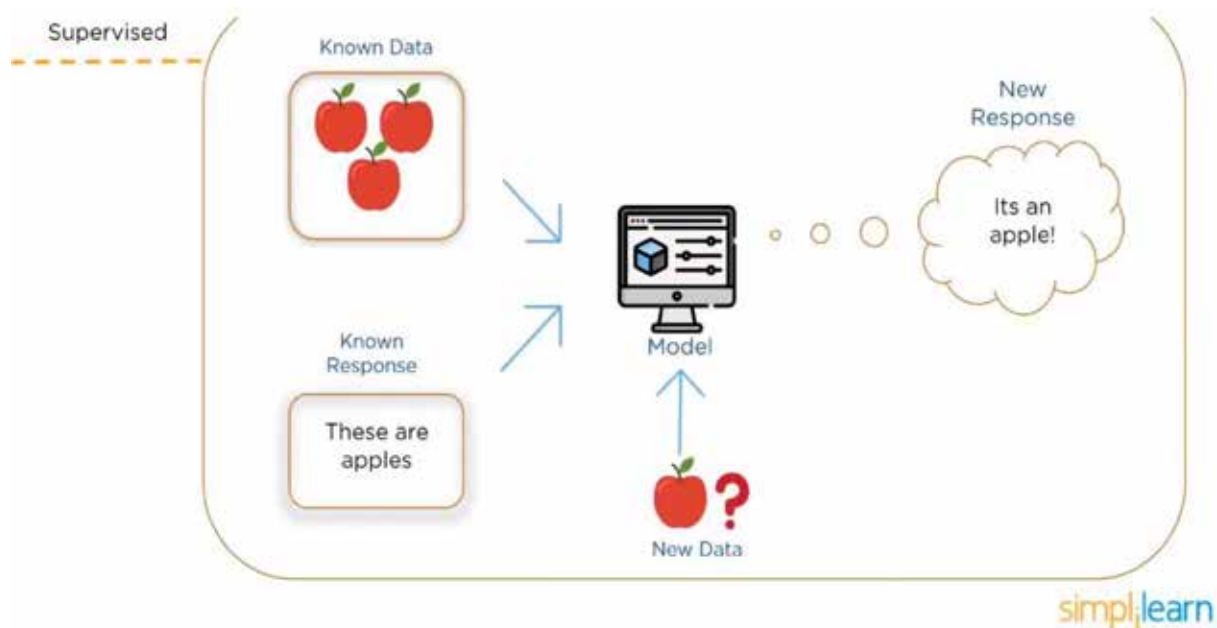 Supervised
Known Data
New
Response
Its an
apple!
Model
Known
Response
These are
apples
New Data
simplilearn